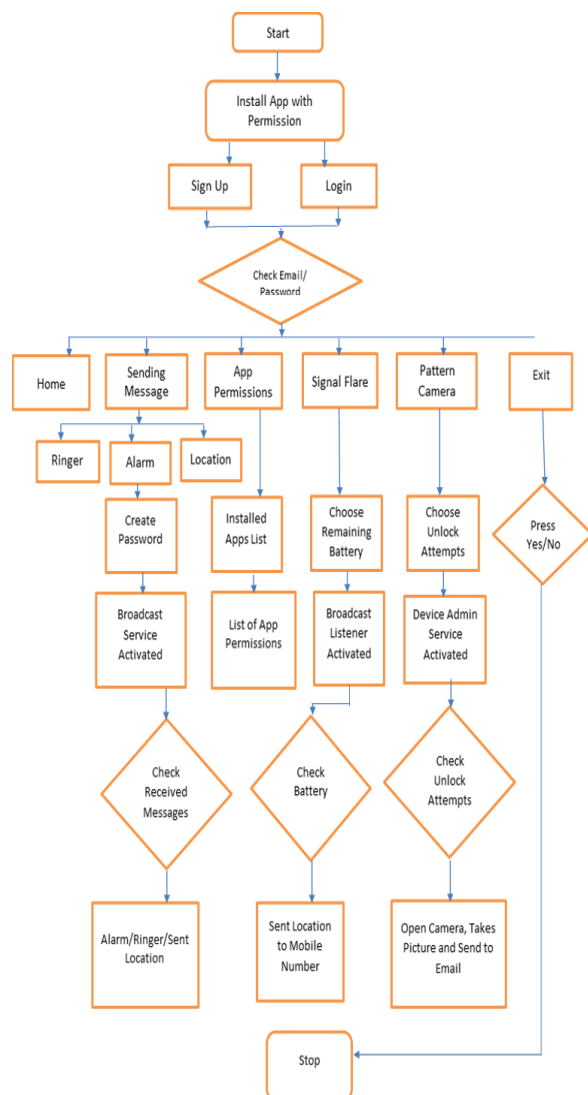 Start
Install App with
Permission
Sign Up
Login
Check Email/
Password
Home
Sending
Message
App
Permissions
Signal Flare
Pattern
Camera
Exit
Ringer
Alarm
Location
Create
Password
Installed
Apps List
Choose
Remaining
Battery
Choose
Unlock
Attempts
Press
Yes/No
Broadcast
Service
Activated
List of App
Permissions
Broadcast
Listener
Activated
Device Admin
Service
Activated
Check
Received
Messages
Check
Battery
Check
Unlock
Attempts
Alarm/Ringer/Sent
Location
Sent Location
to Mobile
Number
Open Camera, Takes
Picture and Send to
Email
Stop